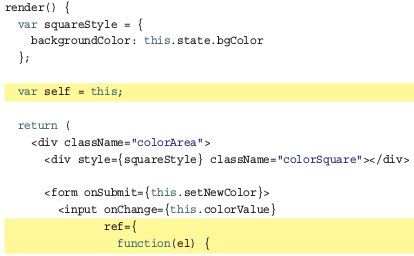 render() {
var squareStyle = {
backgroundColor: this.state.bgColor
};
var self = this;
return (
<div className="colorArea">
<div style={squareStyle} className="colorSquare"></div>
<form onSubmit={this.setNewColor}>
<input onChange={this.colorValue}
ref={
function(el) {